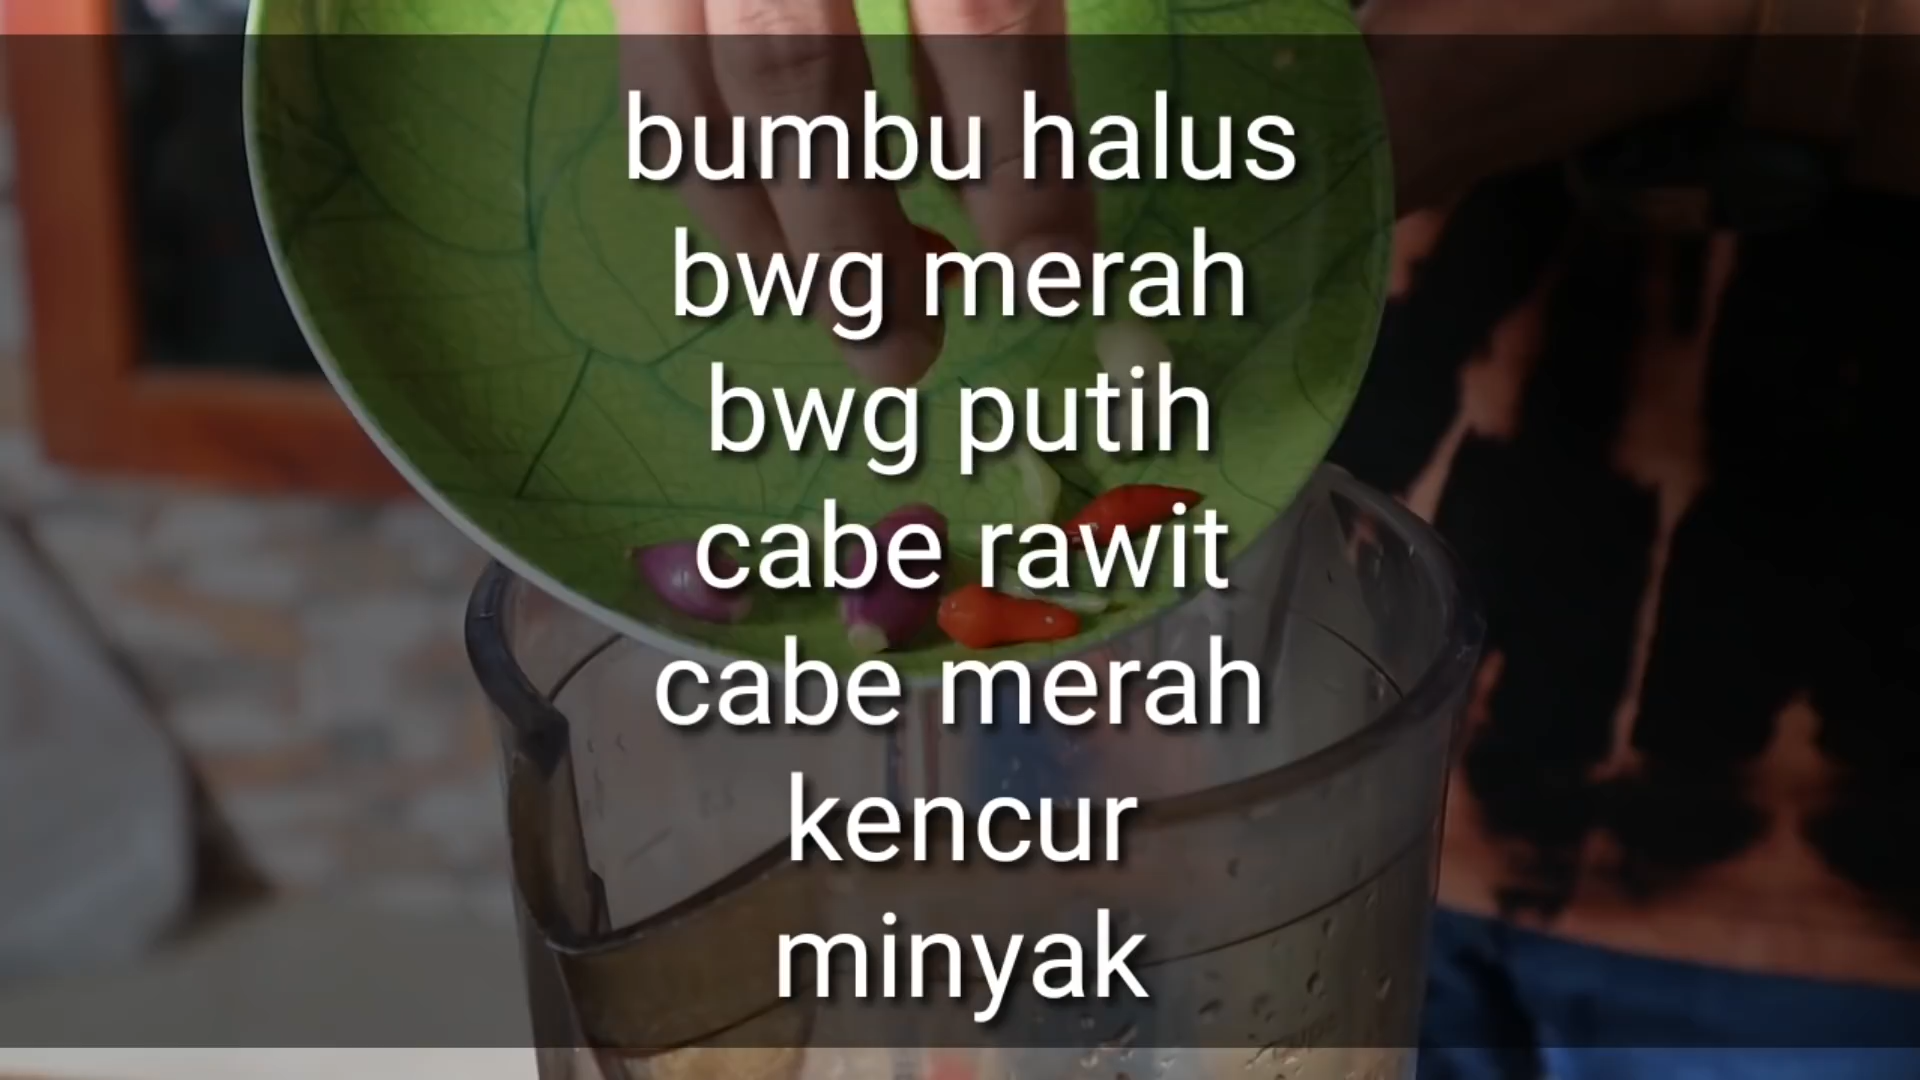 bumbu halus
bwg merah
bwg putih
cabe rawit
cabe merah
kencur
minyak